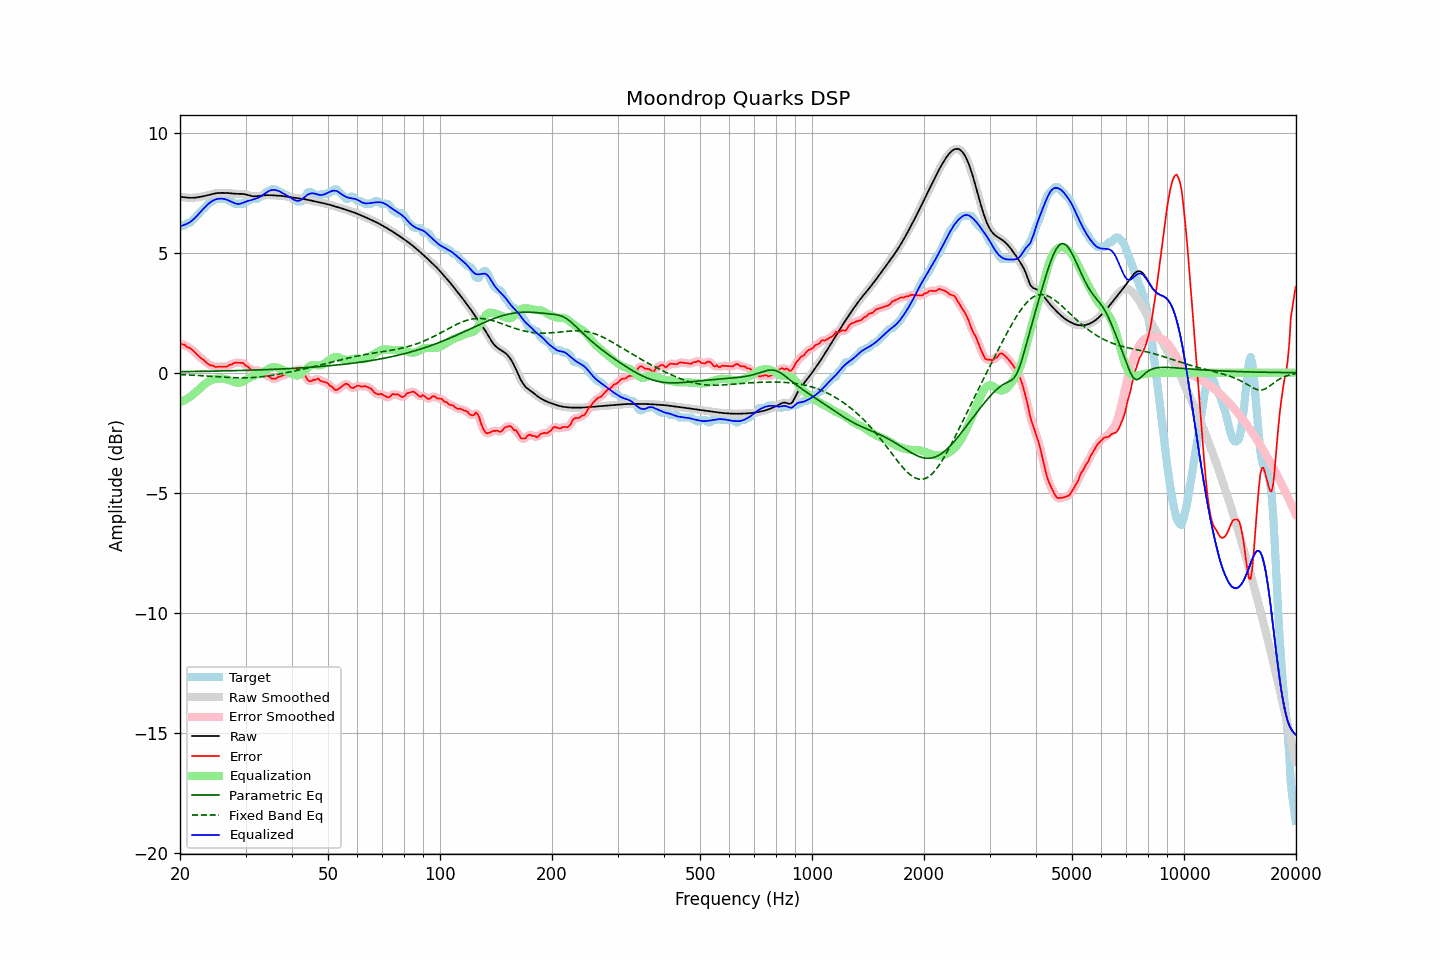 Moondrop Quarks DSP
10
5
0
−5
−10
−15
−20
Amplitude (dBr)
Target
Raw Smoothed
Error Smoothed
Raw
Error
Equalization
Parametric Eq
Fixed Band Eq
Equalized
20 50 100 200 500 1000 2000 5000 10000 20000
Frequency (Hz)